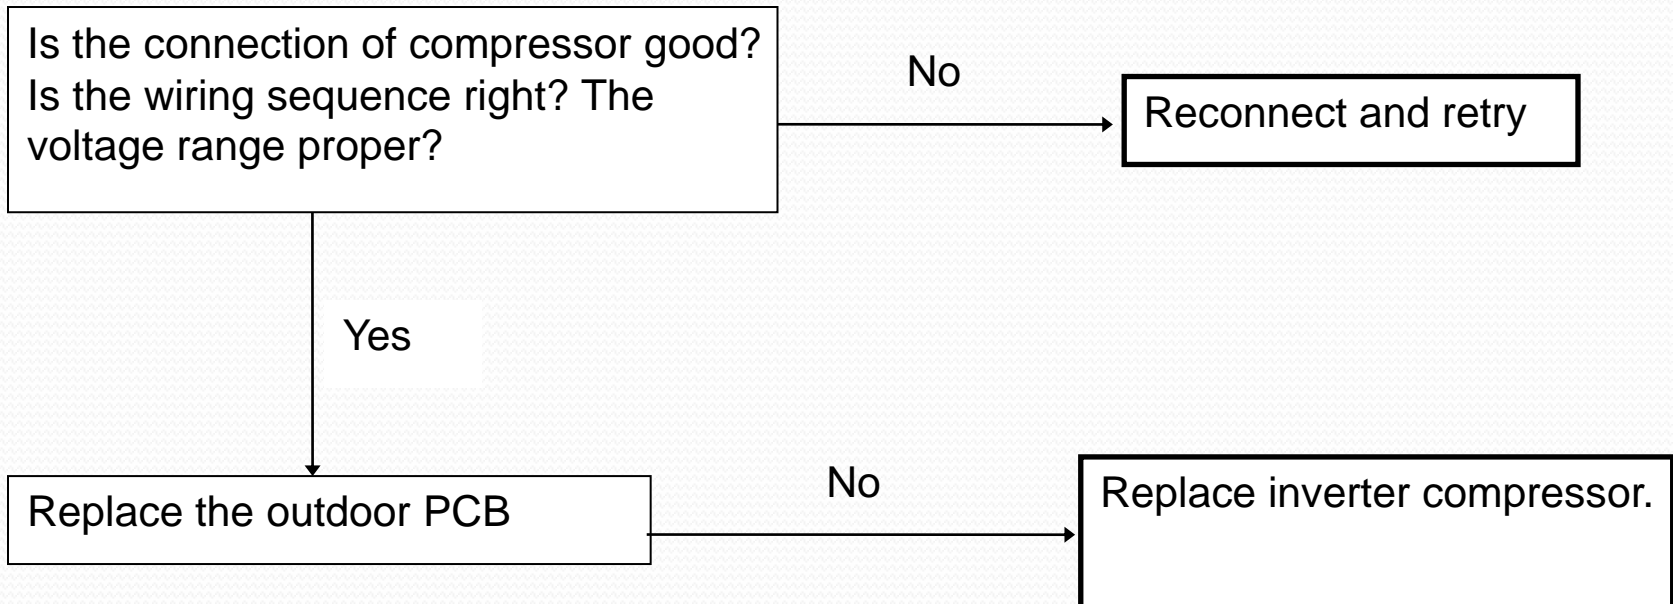 Is the connection of compressor good?
Is the wiring sequence right? The
voltage range proper?
No
Reconnect and retry
Yes
Replace the outdoor PCB
No
Replace inverter compressor.